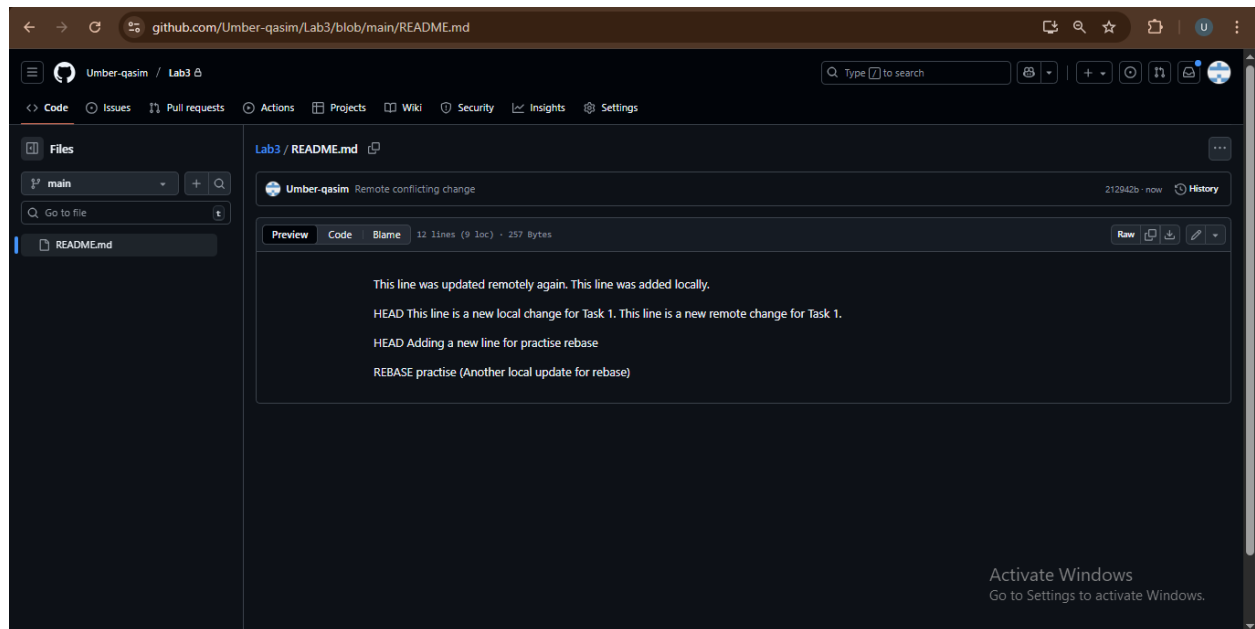 github.com/Umber-qasim/Lab3/blob/main/README.md
U
Umber-qasim / Lab3
Type / to search
<> Code Issues Pull requests Actions Projects Wiki Security Insights Settings
Files
main
Go to file t
README.md
Lab3 / README.md
Umber-qasim Remote conflicting change 212942b · now History
Preview Code Blame 12 lines (9 loc) · 257 Bytes Raw
This line was updated remotely again. This line was added locally.
HEAD This line is a new local change for Task 1. This line is a new remote change for Task 1.
HEAD Adding a new line for practise rebase
REBASE practise (Another local update for rebase)
Activate Windows
Go to Settings to activate Windows.